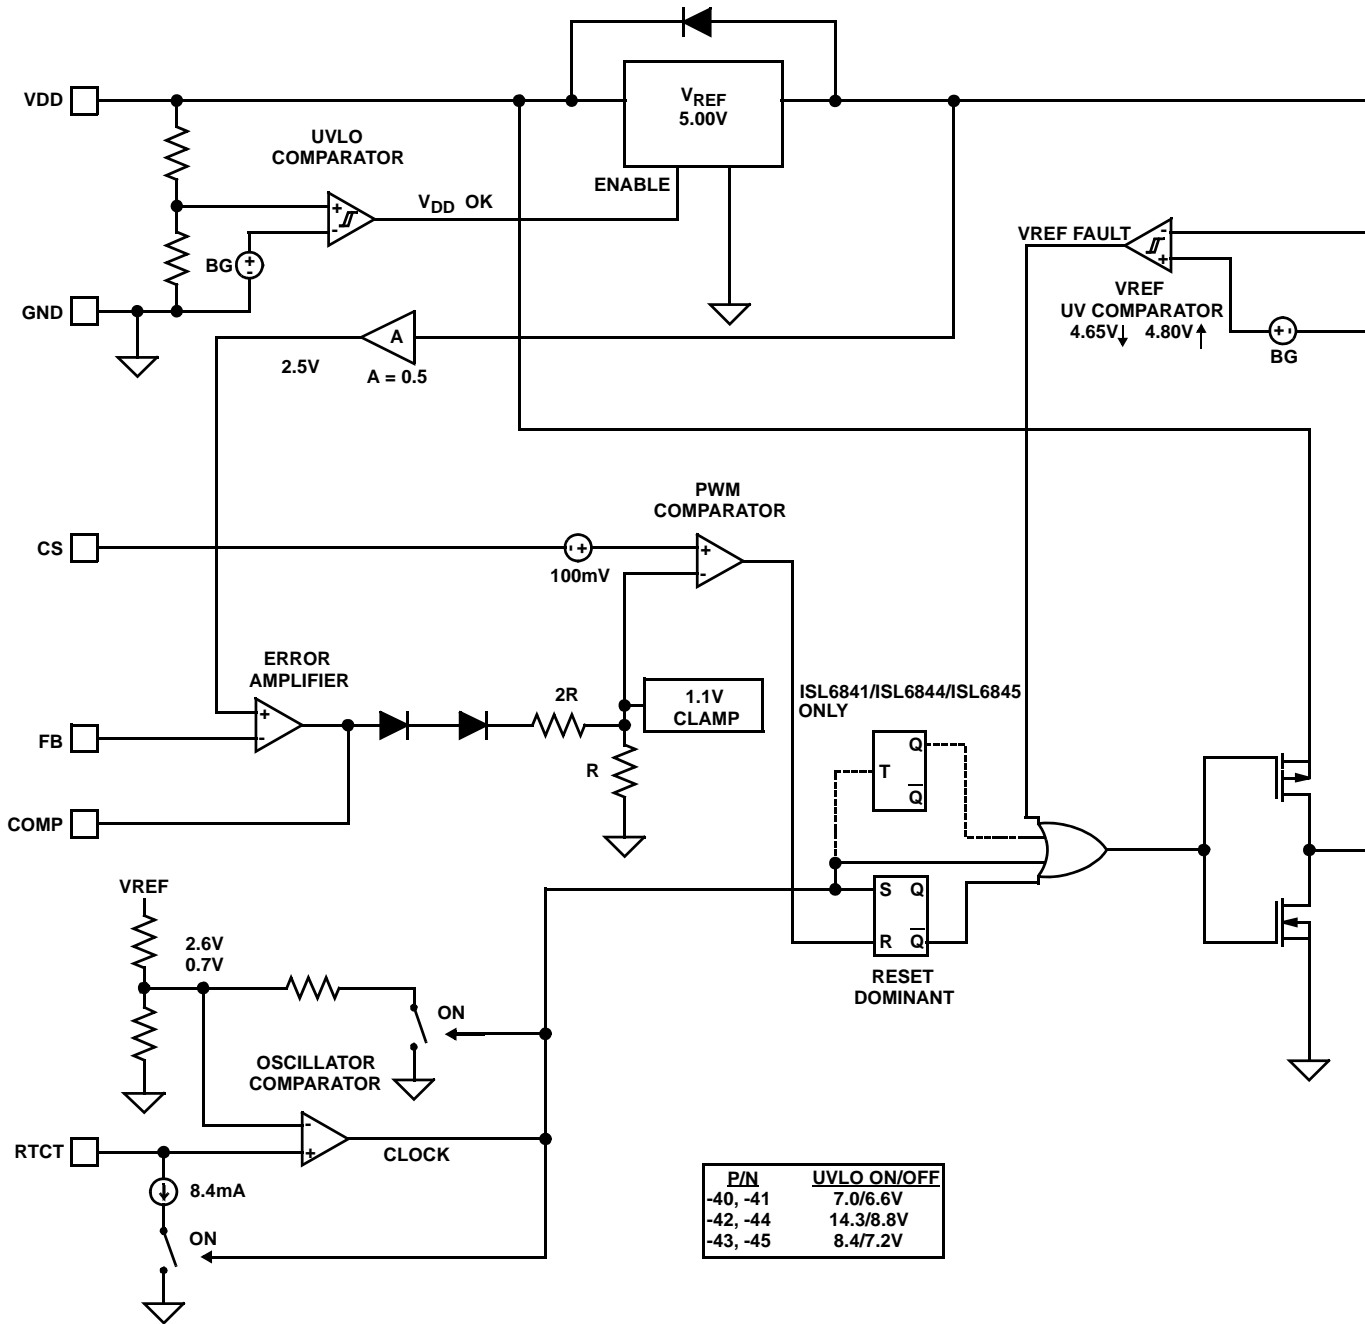 VDD
V_REF
5.00V
UVLO
COMPARATOR
+
-
V_DD OK
ENABLE
BG
+
-
GND
VREF FAULT
-
+
VREF
UV COMPARATOR
4.65V↓ 4.80V↑
+ -
BG
A
2.5V
A = 0.5
PWM
COMPARATOR
CS
- +
100mV
+
-
ERROR
AMPLIFIER
+
-
FB
2R
1.1V
CLAMP
R
COMP
ISL6841/ISL6844/ISL6845
ONLY
Q
T
Q̅
S Q
R Q̅
RESET
DOMINANT
VREF
2.6V
0.7V
ON
OSCILLATOR
COMPARATOR
-
+
RTCT
CLOCK
8.4mA
ON
P/N UVLO ON/OFF
-40, -41 7.0/6.6V
-42, -44 14.3/8.8V
-43, -45 8.4/7.2V